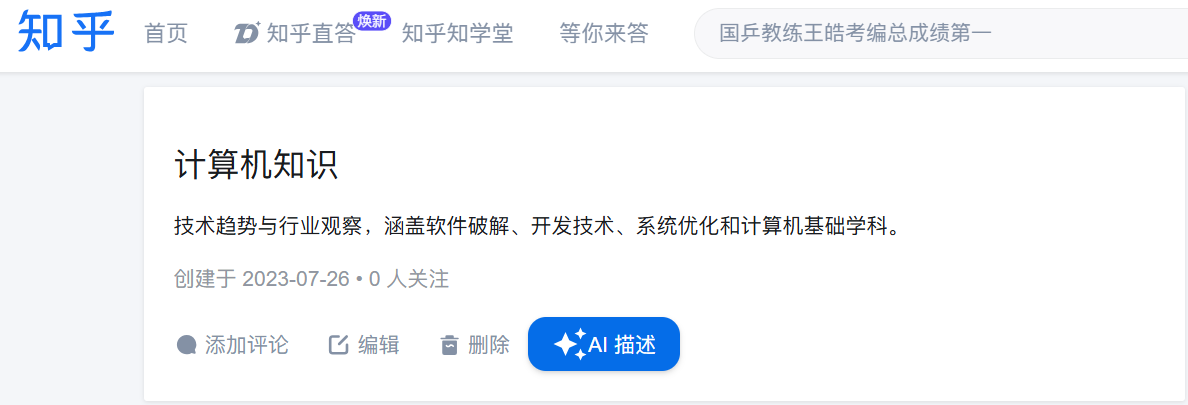 知乎 首页 知乎直答 焕新 知乎知学堂 等你来答 国乒教练王皓考编总成绩第一
计算机知识
技术趋势与行业观察，涵盖软件破解、开发技术、系统优化和计算机基础学科。
创建于 2023-07-26 • 0 人关注
添加评论 编辑 删除 AI 描述